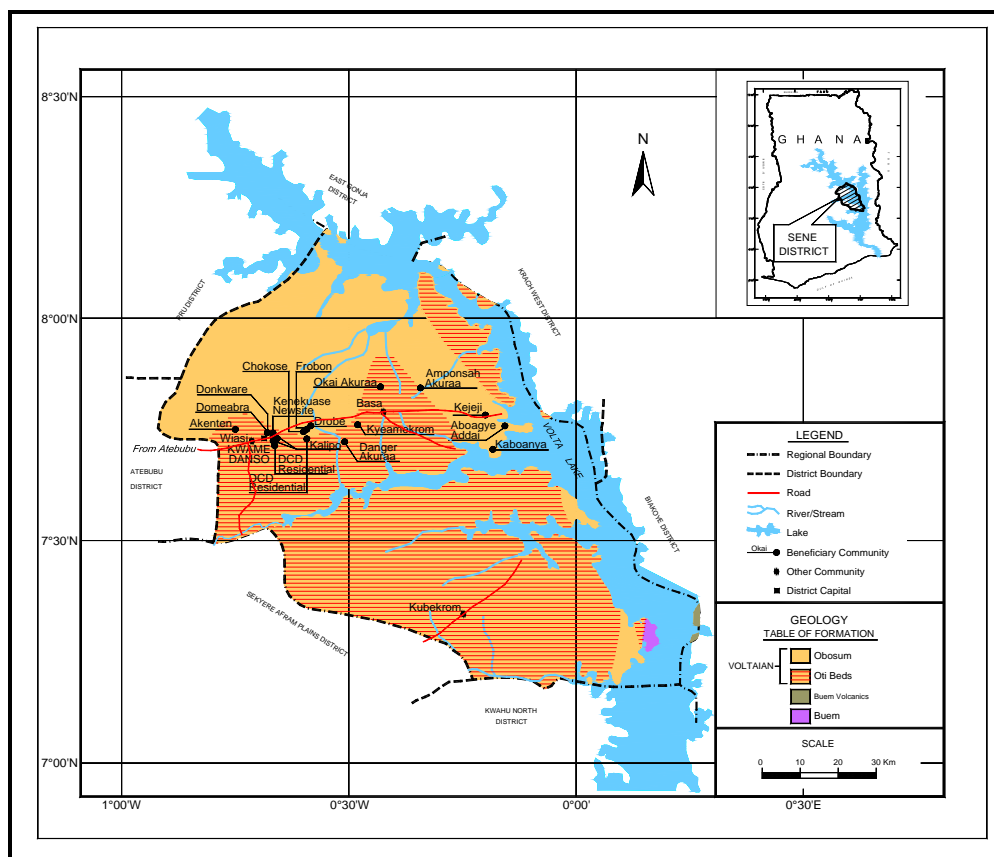 8°30'N
8°00'N
7°30'N
7°00'N
1°00'W
0°30'W
0°00'
0°30'E
N
GHANA
SENE
DISTRICT
EAST GONJA
DISTRICT
PRU DISTRICT
KRACH WEST DISTRICT
Chokose
Frobon
Donkware
Okai Akuraa
Amponsah
Akuraa
Kenekuase
Newsite
Domeabra
Basa
Kejeji
Akenten
Drobe
Kyeamekrom
Aboagye
Addai
Wiasi
From Atebubu
KWAME
DANSO
Kalipo
Danger
Akuraa
Kaboanya
DCD
Residential
DCD
Residential
VOLTA
LAKE
ATEBUBU
DISTRICT
BIAKOYE DISTRICT
SEKYERE AFRAM PLAINS DISTRICT
Kubekrom
KWAHU NORTH
DISTRICT
LEGEND
Regional Boundary
District Boundary
Road
River/Stream
Lake
Okai
Beneficiary Community
Other Community
District Capital
GEOLOGY
TABLE OF FORMATION
VOLTAIAN
Obosum
Oti Beds
Buem Volcanics
Buem
SCALE
0 10 20 30 Km